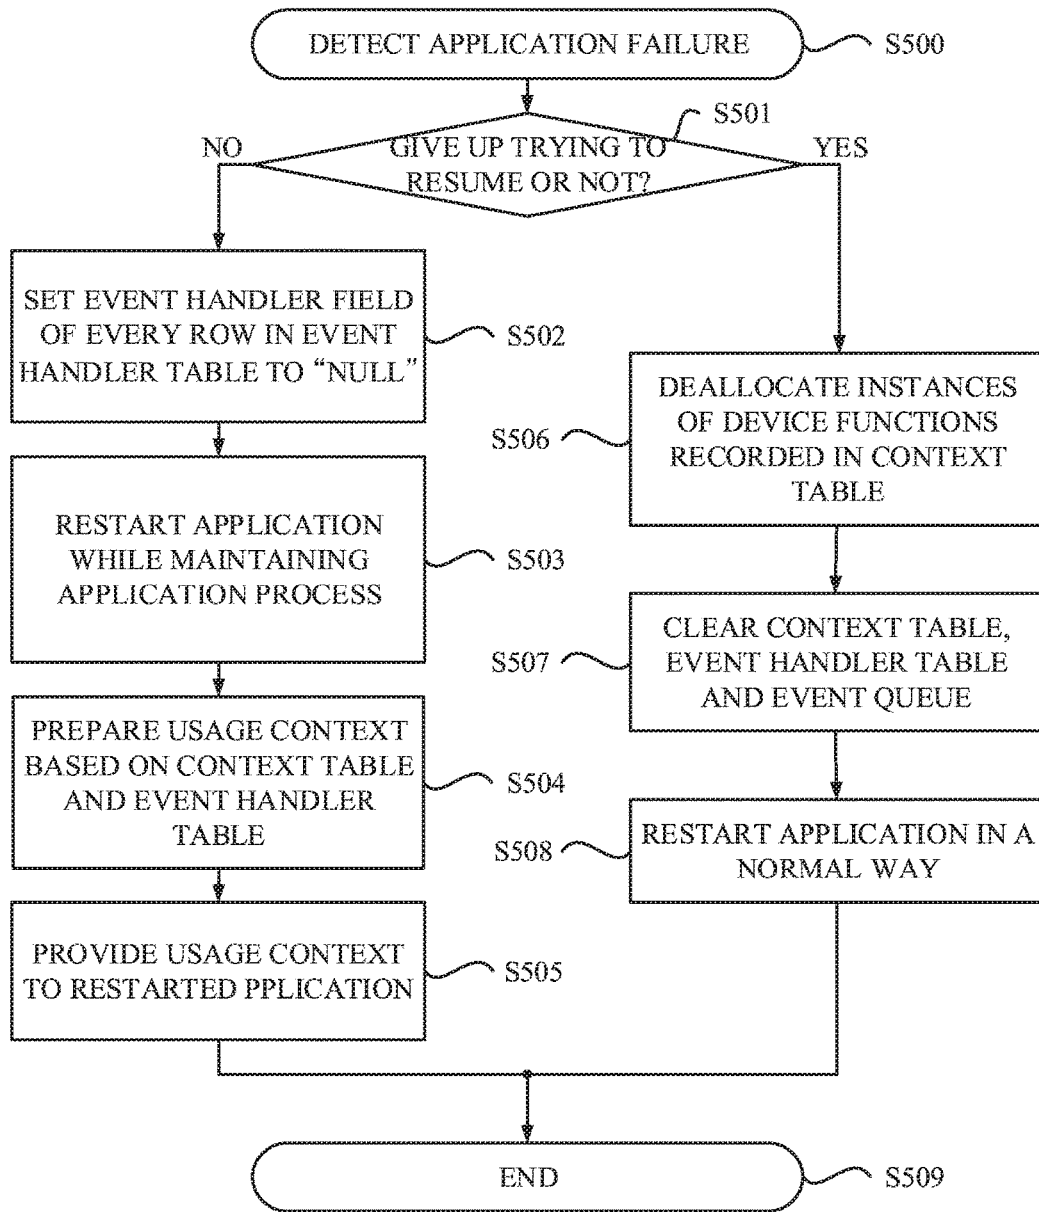 DETECT APPLICATION FAILURE
S500
S501
GIVE UP TRYING TO
RESUME OR NOT?
NO
YES
SET EVENT HANDLER FIELD
OF EVERY ROW IN EVENT
HANDLER TABLE TO “NULL”
S502
RESTART APPLICATION
WHILE MAINTAINING
APPLICATION PROCESS
S503
PREPARE USAGE CONTEXT
BASED ON CONTEXT TABLE
AND EVENT HANDLER
TABLE
S504
PROVIDE USAGE CONTEXT
TO RESTARTED PPLICATION
S505
DEALLOCATE INSTANCES
OF DEVICE FUNCTIONS
RECORDED IN CONTEXT
TABLE
S506
CLEAR CONTEXT TABLE,
EVENT HANDLER TABLE
AND EVENT QUEUE
S507
RESTART APPLICATION IN A
NORMAL WAY
S508
END
S509